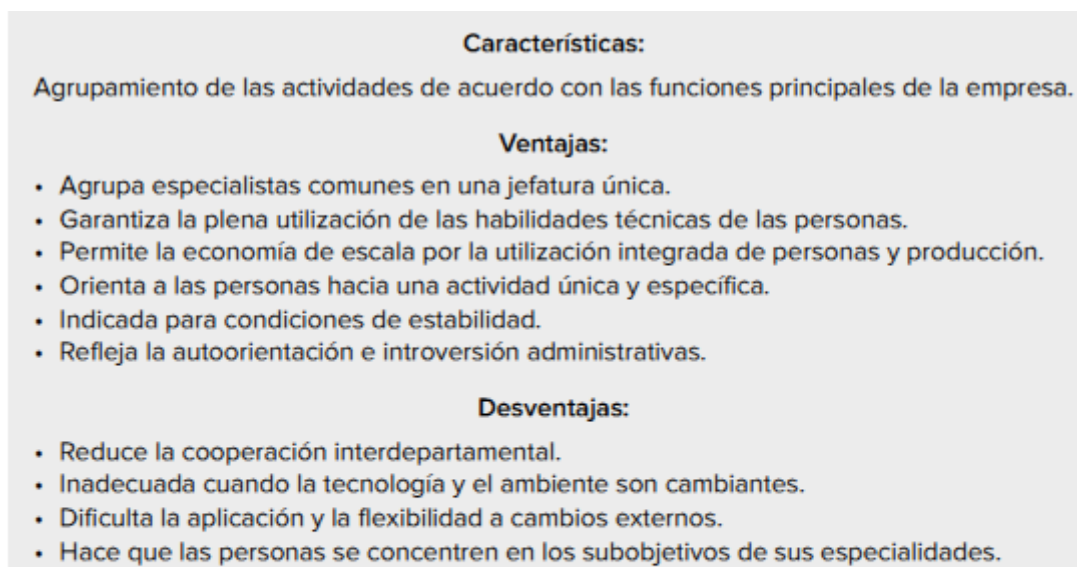 Características:
Agrupamiento de las actividades de acuerdo con las funciones principales de la empresa.
Ventajas:
• Agrupa especialistas comunes en una jefatura única.
• Garantiza la plena utilización de las habilidades técnicas de las personas.
• Permite la economía de escala por la utilización integrada de personas y producción.
• Orienta a las personas hacia una actividad única y específica.
• Indicada para condiciones de estabilidad.
• Refleja la autoorientación e introversión administrativas.
Desventajas:
• Reduce la cooperación interdepartamental.
• Inadecuada cuando la tecnología y el ambiente son cambiantes.
• Dificulta la aplicación y la flexibilidad a cambios externos.
• Hace que las personas se concentren en los subobjetivos de sus especialidades.